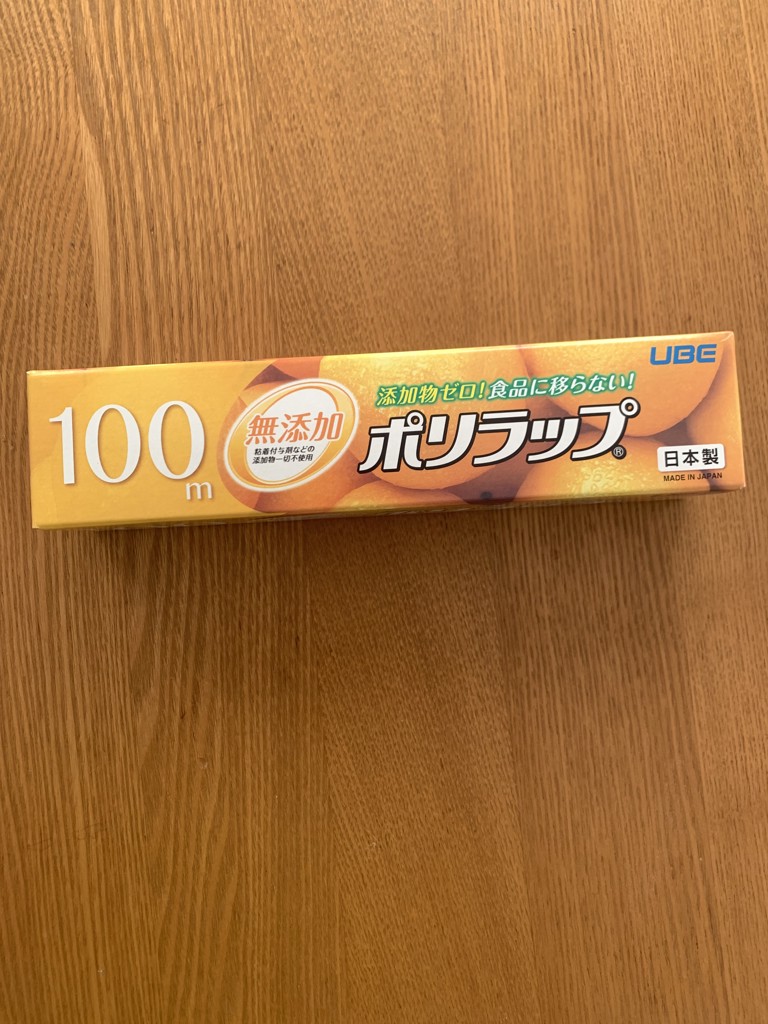 100m
無添加
粘着付与剤などの
添加物一切不使用
添加物ゼロ!食品に移らない!
ポリラップ®
UBE
日本製
MADE IN JAPAN